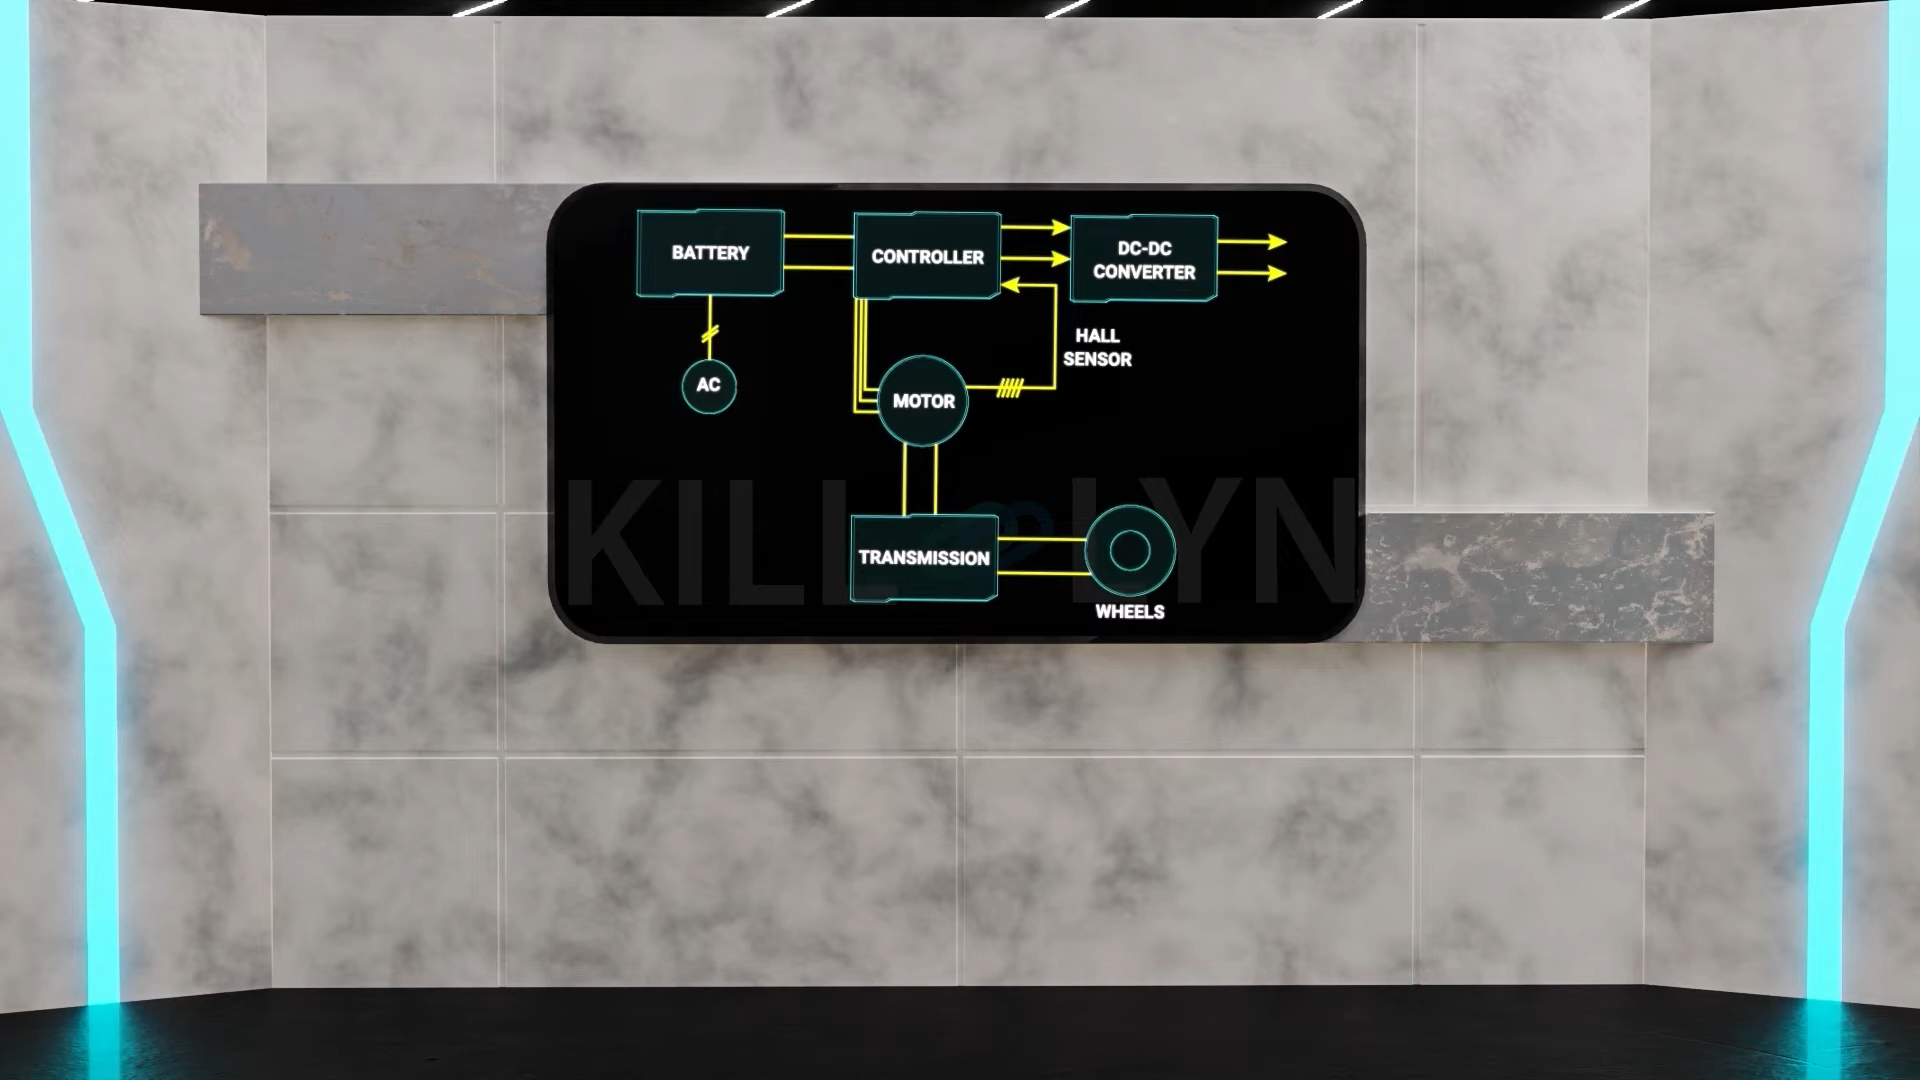 BATTERY
CONTROLLER
DC-DC
CONVERTER
HALL
SENSOR
AC
MOTOR
TRANSMISSION
WHEELS